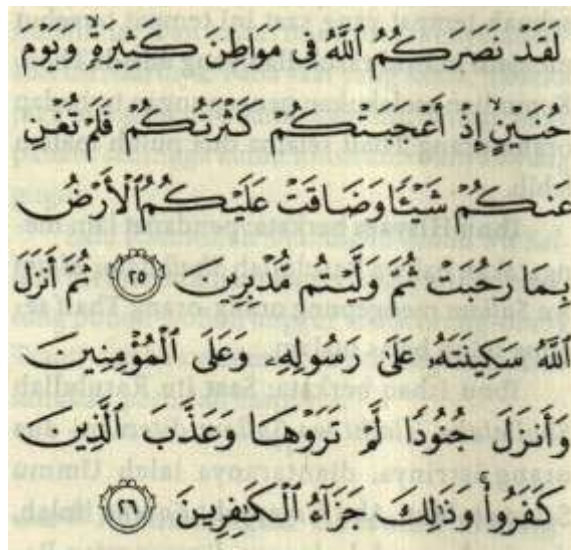 لَقَدْ نَصَرَكُمُ اللَّهُ فِى مَوَاطِنَ كَثِيرَةٍ ۙ وَيَوْمَ
حُنَيْنٍ ۙ إِذْ أَعْجَبَتْكُمْ كَثْرَتُكُمْ فَلَمْ تُغْنِ
عَنكُمْ شَيْـًٔا وَضَاقَتْ عَلَيْكُمُ ٱلْأَرْضُ
بِمَا رَحُبَتْ ثُمَّ وَلَّيْتُم مُّدْبِرِينَ ٢٥ ثُمَّ أَنزَلَ
ٱللَّهُ سَكِينَتَهُۥ عَلَىٰ رَسُولِهِۦ وَعَلَى ٱلْمُؤْمِنِينَ
وَأَنزَلَ جُنُودًا لَّمْ تَرَوْهَا وَعَذَّبَ ٱلَّذِينَ
كَفَرُوا۟ ۚ وَذَٰلِكَ جَزَآءُ ٱلْكَـٰفِرِينَ ٢٦